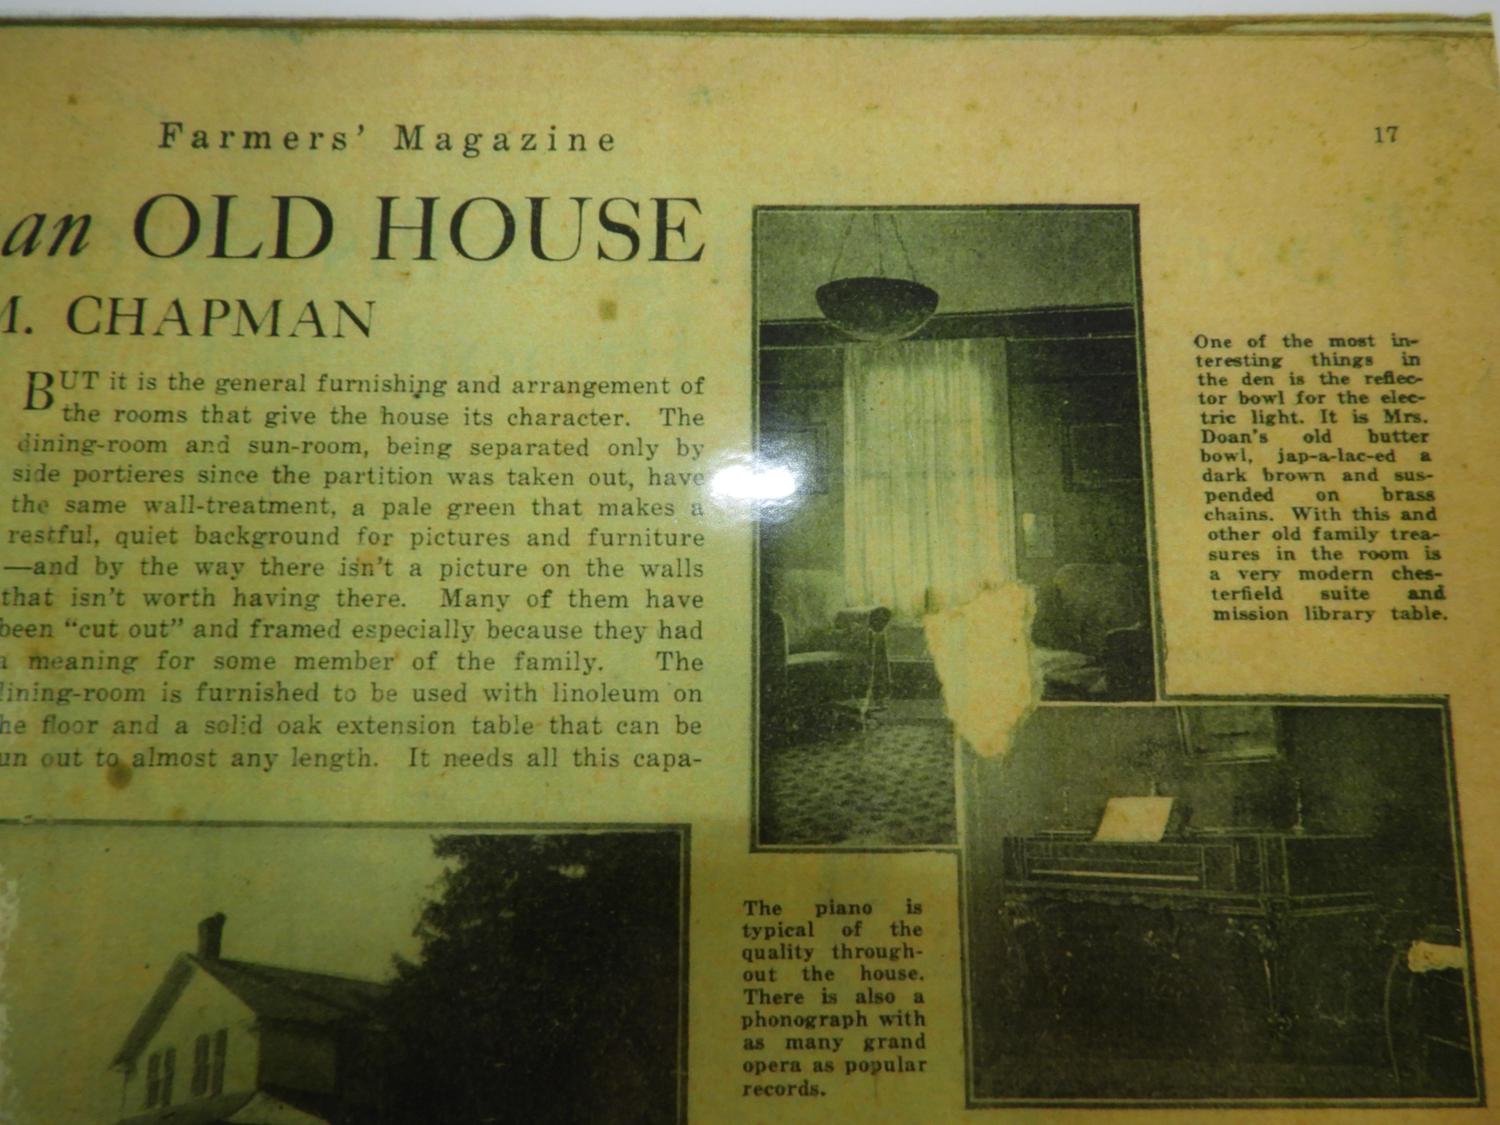 Farmers' Magazine
17
an OLD HOUSE
M. CHAPMAN
BUT it is the general furnishing and arrangement of
the rooms that give the house its character. The
dining-room and sun-room, being separated only by
side portieres since the partition was taken out, have
the same wall-treatment, a pale green that makes a
restful, quiet background for pictures and furniture
—and by the way there isn't a picture on the walls
that isn't worth having there. Many of them have
been "cut out" and framed especially because they had
a meaning for some member of the family. The
dining-room is furnished to be used with linoleum on
the floor and a solid oak extension table that can be
run out to almost any length. It needs all this capa-
One of the most in-
teresting things in
the den is the reflec-
tor bowl for the elec-
tric light. It is Mrs.
Doan's old butter
bowl, jap-a-lac-ed a
dark brown and sus-
pended on brass
chains. With this and
other old family trea-
sures in the room is
a very modern ches-
terfield suite and
mission library table.
The piano is
typical of the
quality through-
out the house.
There is also a
phonograph with
as many grand
opera as popular
records.